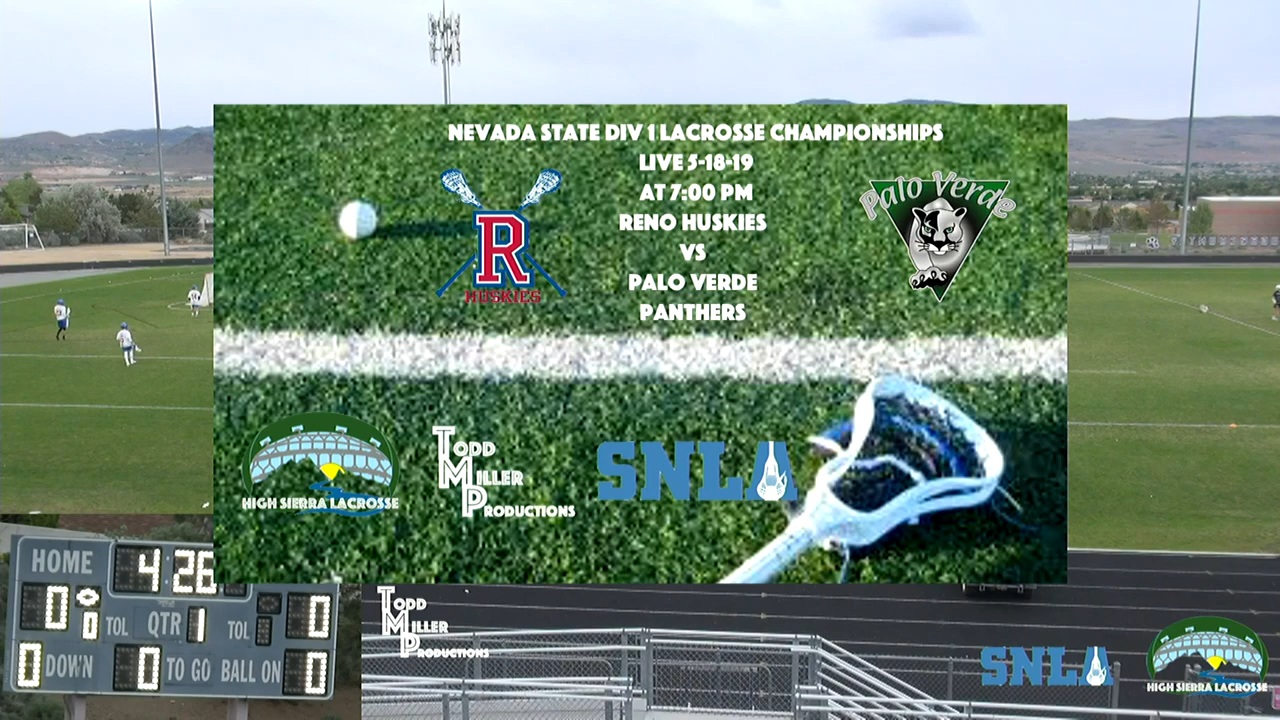 NEVADA STATE DIV 1 LACROSSE CHAMPIONSHIPS
LIVE 5-18-19
AT 7:00 PM
RENO HUSKIES
VS
PALO VERDE
PANTHERS
R
HUSKIES
Palo Verde
HIGH SIERRA LACROSSE
TODD
MILLER
PRODUCTIONS
SNLA
HOME 4:26
0 0 TOL QTR 1 TOL 0
0 DOWN 0 TO GO BALL ON 0
TODD
MILLER
PRODUCTIONS
SNLA
HIGH SIERRA LACROSSE